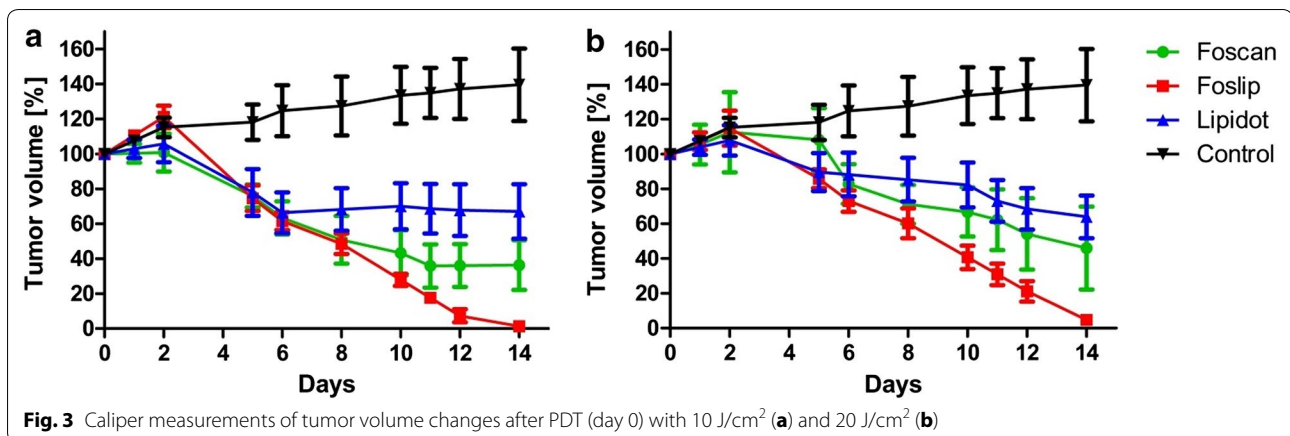 a
Tumor volume [%]
160
140
120
100
80
60
40
20
0
0 2 4 6 8 10 12 14
Days
b
Tumor volume [%]
160
140
120
100
80
60
40
20
0
0 2 4 6 8 10 12 14
Days
Foscan
Foslip
Lipidot
Control
Fig. 3 Caliper measurements of tumor volume changes after PDT (day 0) with 10 J/cm² (a) and 20 J/cm² (b)